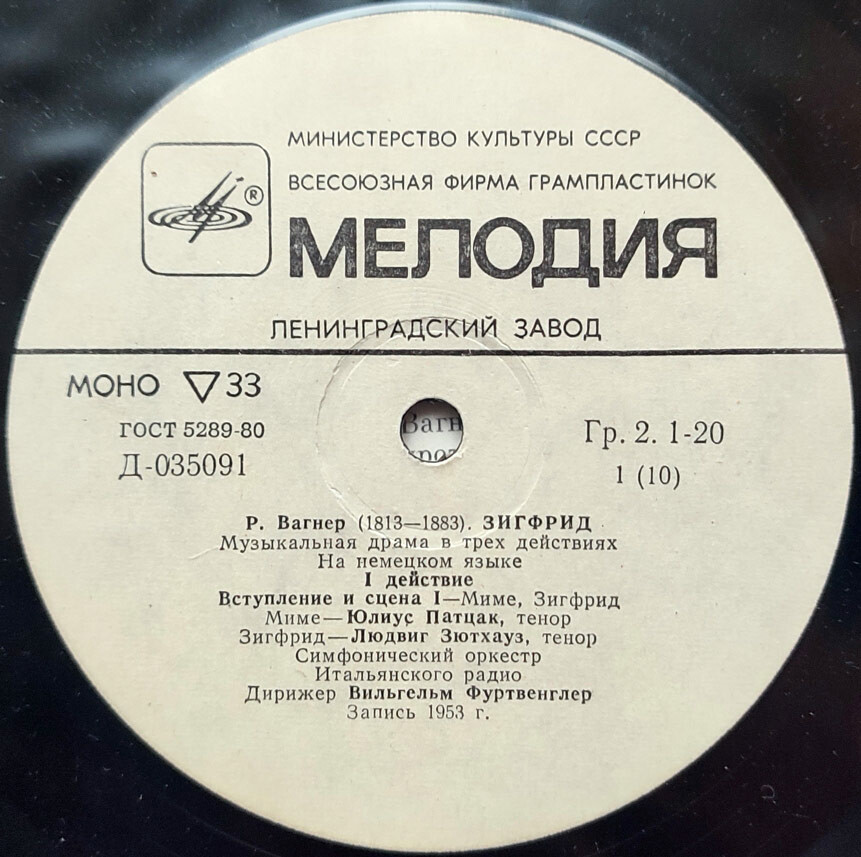 МИНИСТЕРСТВО КУЛЬТУРЫ СССР
ВСЕСОЮЗНАЯ ФИРМА ГРАМПЛАСТИНОК
®
МЕЛОДИЯ
ЛЕНИНГРАДСКИЙ ЗАВОД
МОНО ▽ 33
ГОСТ 5289-80
Д-035091
Гр. 2. 1-20
1 (10)
Р. Вагнер (1813—1883). ЗИГФРИД
Музыкальная драма в трех действиях
На немецком языке
I действие
Вступление и сцена I—Миме, Зигфрид
Миме—Юлиус Патцак, тенор
Зигфрид—Людвиг Зютхауз, тенор
Симфонический оркестр
Итальянского радио
Дирижер Вильгельм Фуртвенглер
Запись 1953 г.